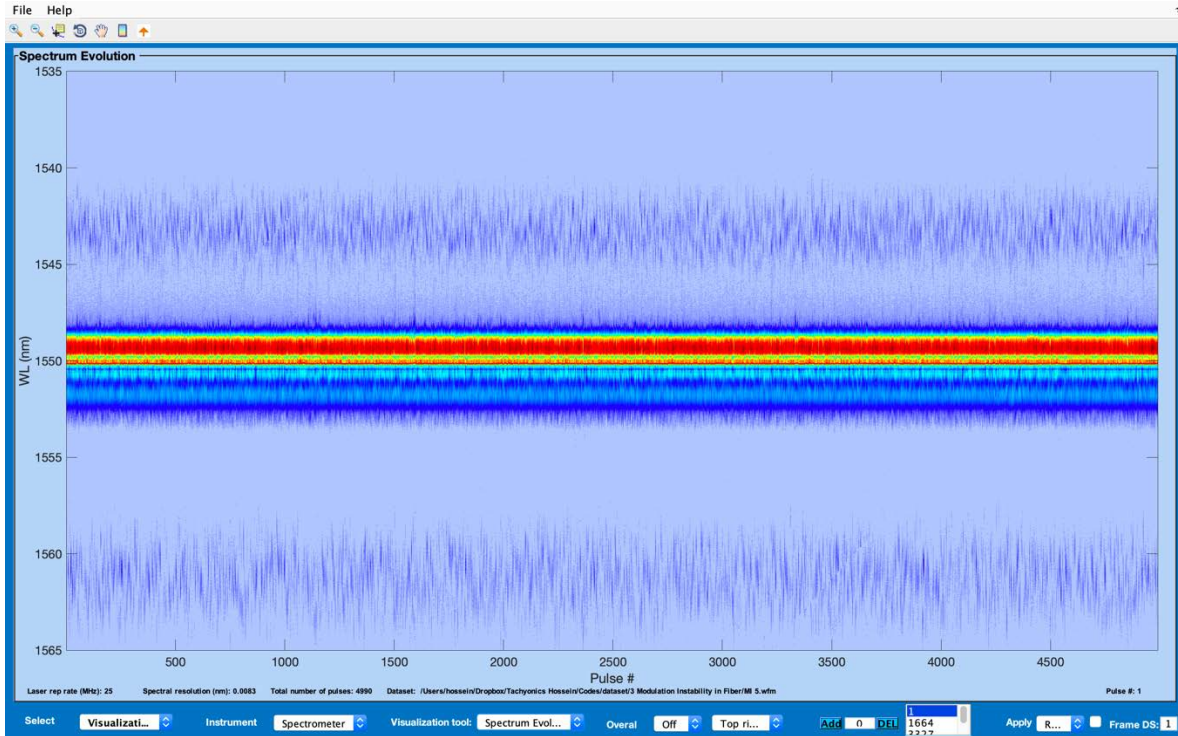 File Help
Spectrum Evolution
1535
1540
1545
1550
1555
1560
1565
WL (nm)
500 1000 1500 2000 2500 3000 3500 4000 4500
Pulse #
Laser rep rate (MHz): 25 Spectral resolution (nm): 0.0083 Total number of pulses: 4990 Dataset: /Users/hossein/Dropbox/Tachyonics Hossein/Codes/dataset/3 Modulation Instability in Fiber/MI 5.wfm Pulse #: 1
Select Visualizati... Instrument Spectrometer Visualization tool: Spectrum Evol... Overal Off Top ri... Add 0 DEL 1 Apply R... Frame DS: 1
1664
3327